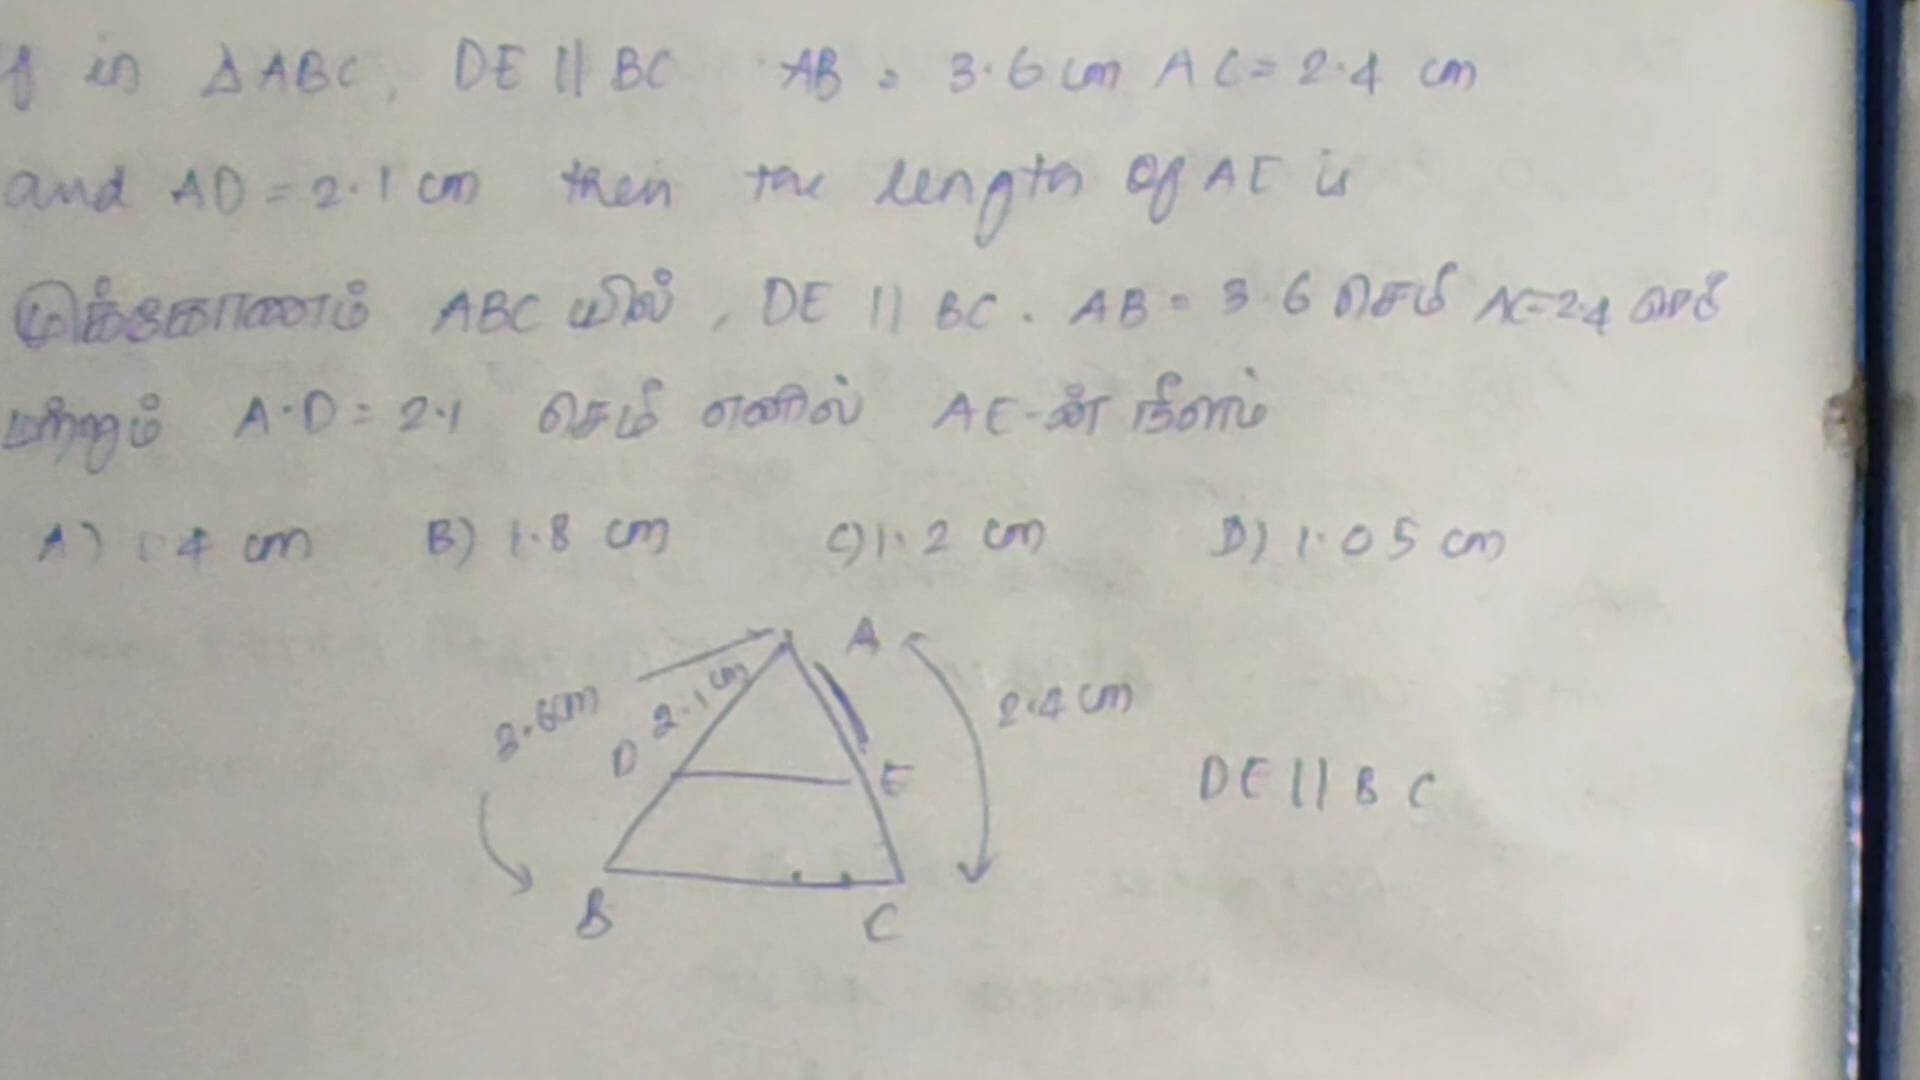 If in ΔABC, DE || BC AB = 3.6 cm AC = 2.4 cm
and AD = 2.1 cm then the length of AE is
முக்கோணம் ABC யில், DE || BC. AB = 3.6 செமீ AC = 2.4 செமீ
மற்றும் A.D = 2.1 செமீ எனில் AE-ன் நீளம்
A) 1.4 cm B) 1.8 cm C) 1.2 cm D) 1.05 cm
A
3.6cm 2.1 cm 2.4 cm
D E DE || BC
B C